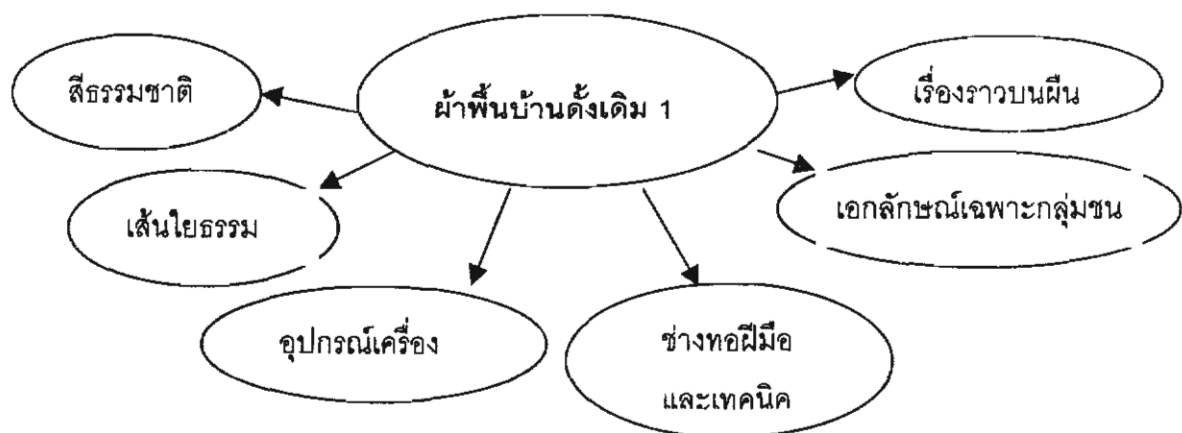 ผ้าพื้นบ้านดั้งเดิม 1
สีธรรมชาติ
เรื่องราวบนผืน
เส้นใยธรรม
เอกลักษณ์เฉพาะกลุ่มชน
อุปกรณ์เครื่อง
ช่างทอฝีมือ
และเทคนิค